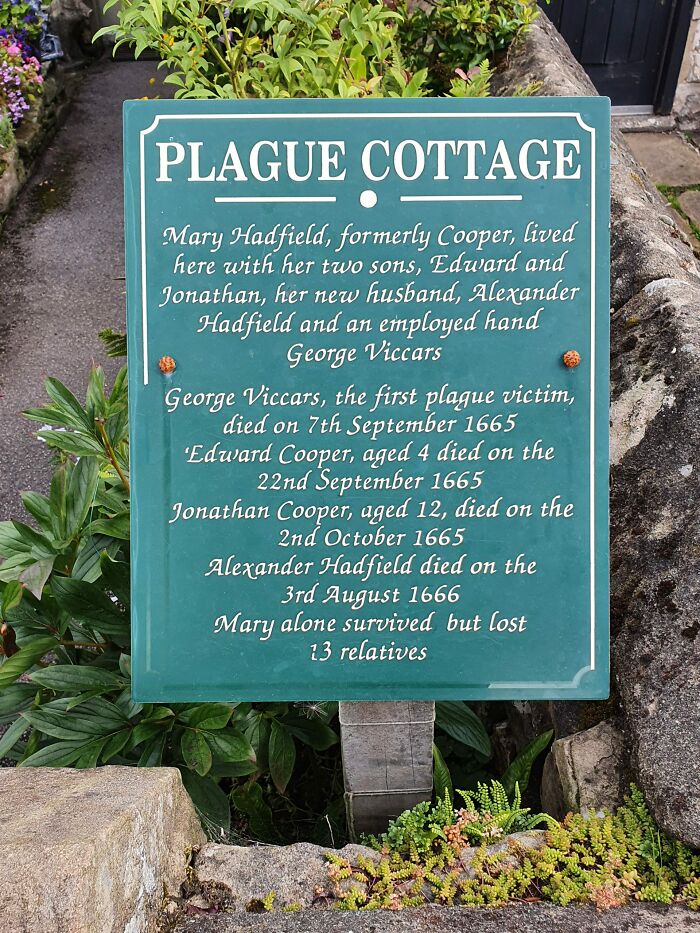 PLAGUE COTTAGE
Mary Hadfield, formerly Cooper, lived
here with her two sons, Edward and
Jonathan, her new husband, Alexander
Hadfield and an employed hand
George Viccars
George Viccars, the first plague victim,
died on 7th September 1665
Edward Cooper, aged 4 died on the
22nd September 1665
Jonathan Cooper, aged 12, died on the
2nd October 1665
Alexander Hadfield died on the
3rd August 1666
Mary alone survived but lost
13 relatives